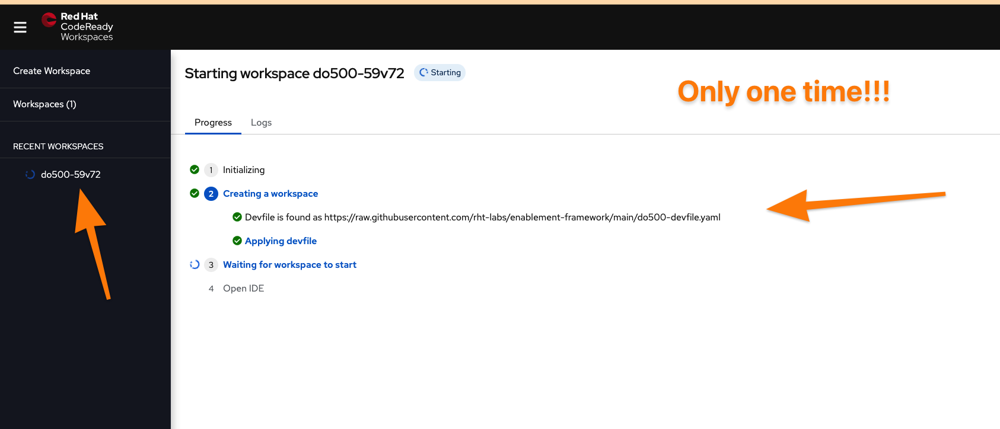 Red Hat
CodeReady
Workspaces
Create Workspace
Workspaces (1)
RECENT WORKSPACES
do500-59v72
Starting workspace do500-59v72
Starting
Only one time!!!
Progress
Logs
1 Initializing
2 Creating a workspace
Devfile is found as https://raw.githubusercontent.com/rht-labs/enablement-framework/main/do500-devfile.yaml
Applying devfile
3 Waiting for workspace to start
4 Open IDE